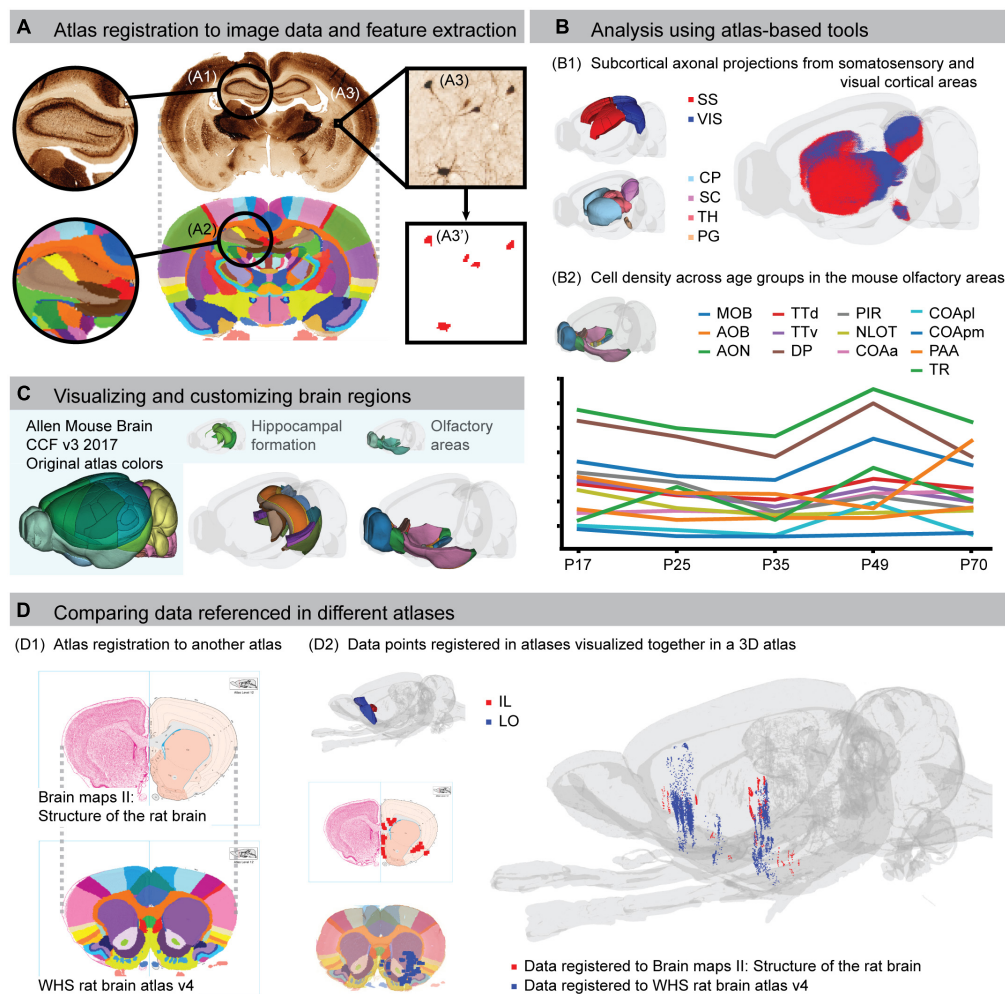 A Atlas registration to image data and feature extraction
(A1)
(A3)
(A3)
(A2)
(A3')
B Analysis using atlas-based tools
(B1) Subcortical axonal projections from somatosensory and
visual cortical areas
SS
VIS
CP
SC
TH
PG
(B2) Cell density across age groups in the mouse olfactory areas
MOB TTd PIR COApl
AOB TTv NLOT COApm
AON DP COAa PAA
TR
P17 P25 P35 P49 P70
C Visualizing and customizing brain regions
Allen Mouse Brain
CCF v3 2017
Original atlas colors
Hippocampal
formation
Olfactory
areas
D Comparing data referenced in different atlases
(D1) Atlas registration to another atlas
Brain maps II:
Structure of the rat brain
WHS rat brain atlas v4
(D2) Data points registered in atlases visualized together in a 3D atlas
IL
LO
Data registered to Brain maps II: Structure of the rat brain
Data registered to WHS rat brain atlas v4